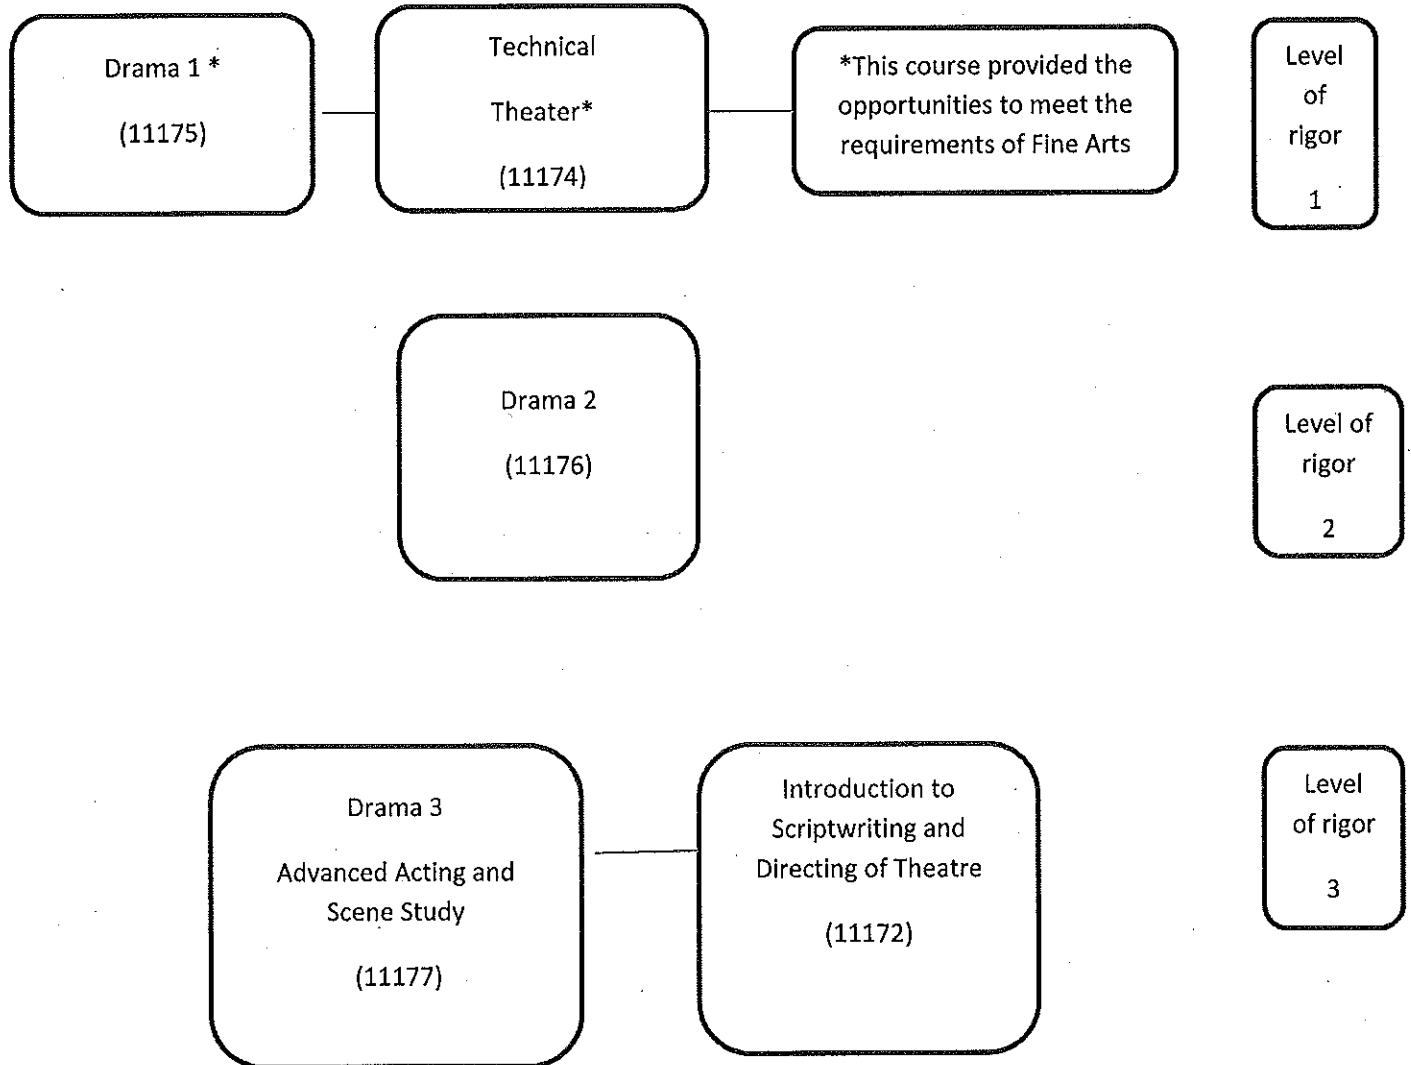 Drama 1 *
(11175)
Technical
Theater*
(11174)
*This course provided the
opportunities to meet the
requirements of Fine Arts
Level
of
rigor
1
Drama 2
(11176)
Level of
rigor
2
Drama 3
Advanced Acting and
Scene Study
(11177)
Introduction to
Scriptwriting and
Directing of Theatre
(11172)
Level
of rigor
3